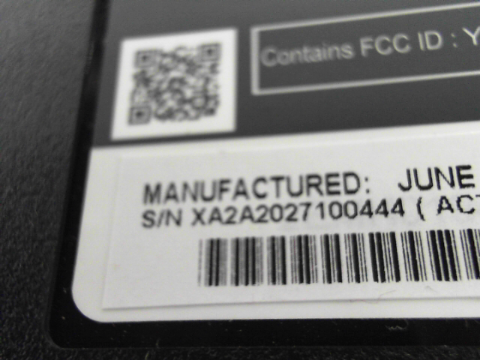 Contains FCC ID : Y
MANUFACTURED: JUNE
S/N XA2A2027100444 ( ACT